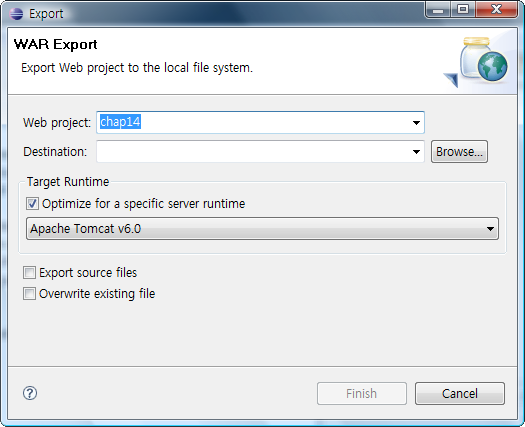 Export
WAR Export
Export Web project to the local file system.
Web project: chap14
Destination: Browse...
Target Runtime
Optimize for a specific server runtime
Apache Tomcat v6.0
Export source files
Overwrite existing file
? Finish Cancel